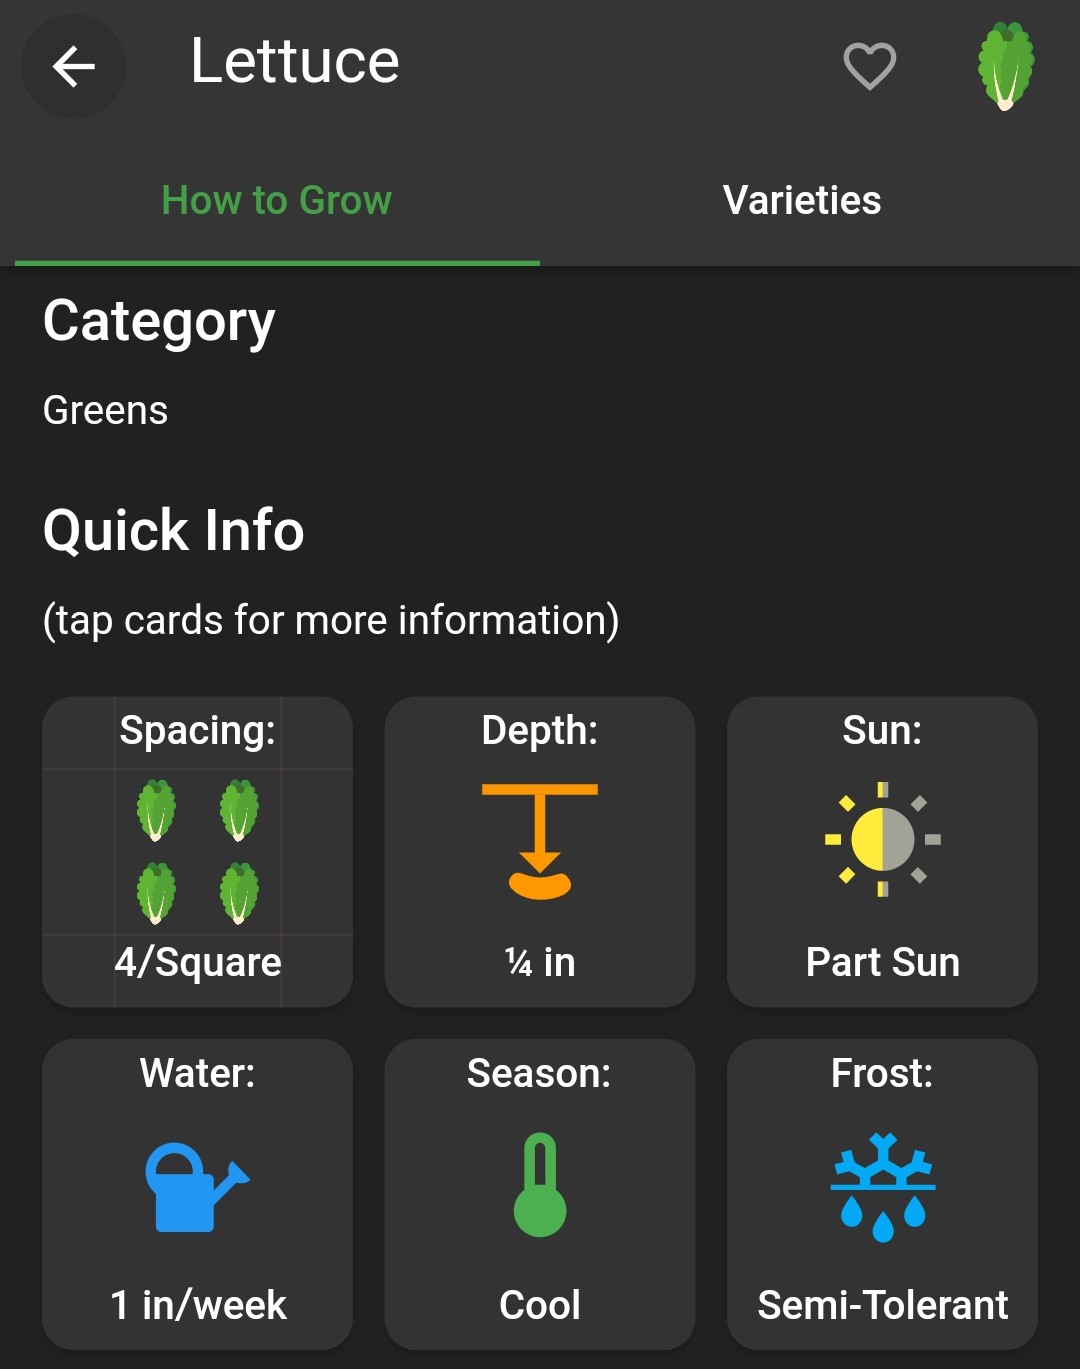 Lettuce
How to Grow
Varieties
Category
Greens
Quick Info
(tap cards for more information)
Spacing:
4/Square
Depth:
¼ in
Sun:
Part Sun
Water:
1 in/week
Season:
Cool
Frost:
Semi-Tolerant